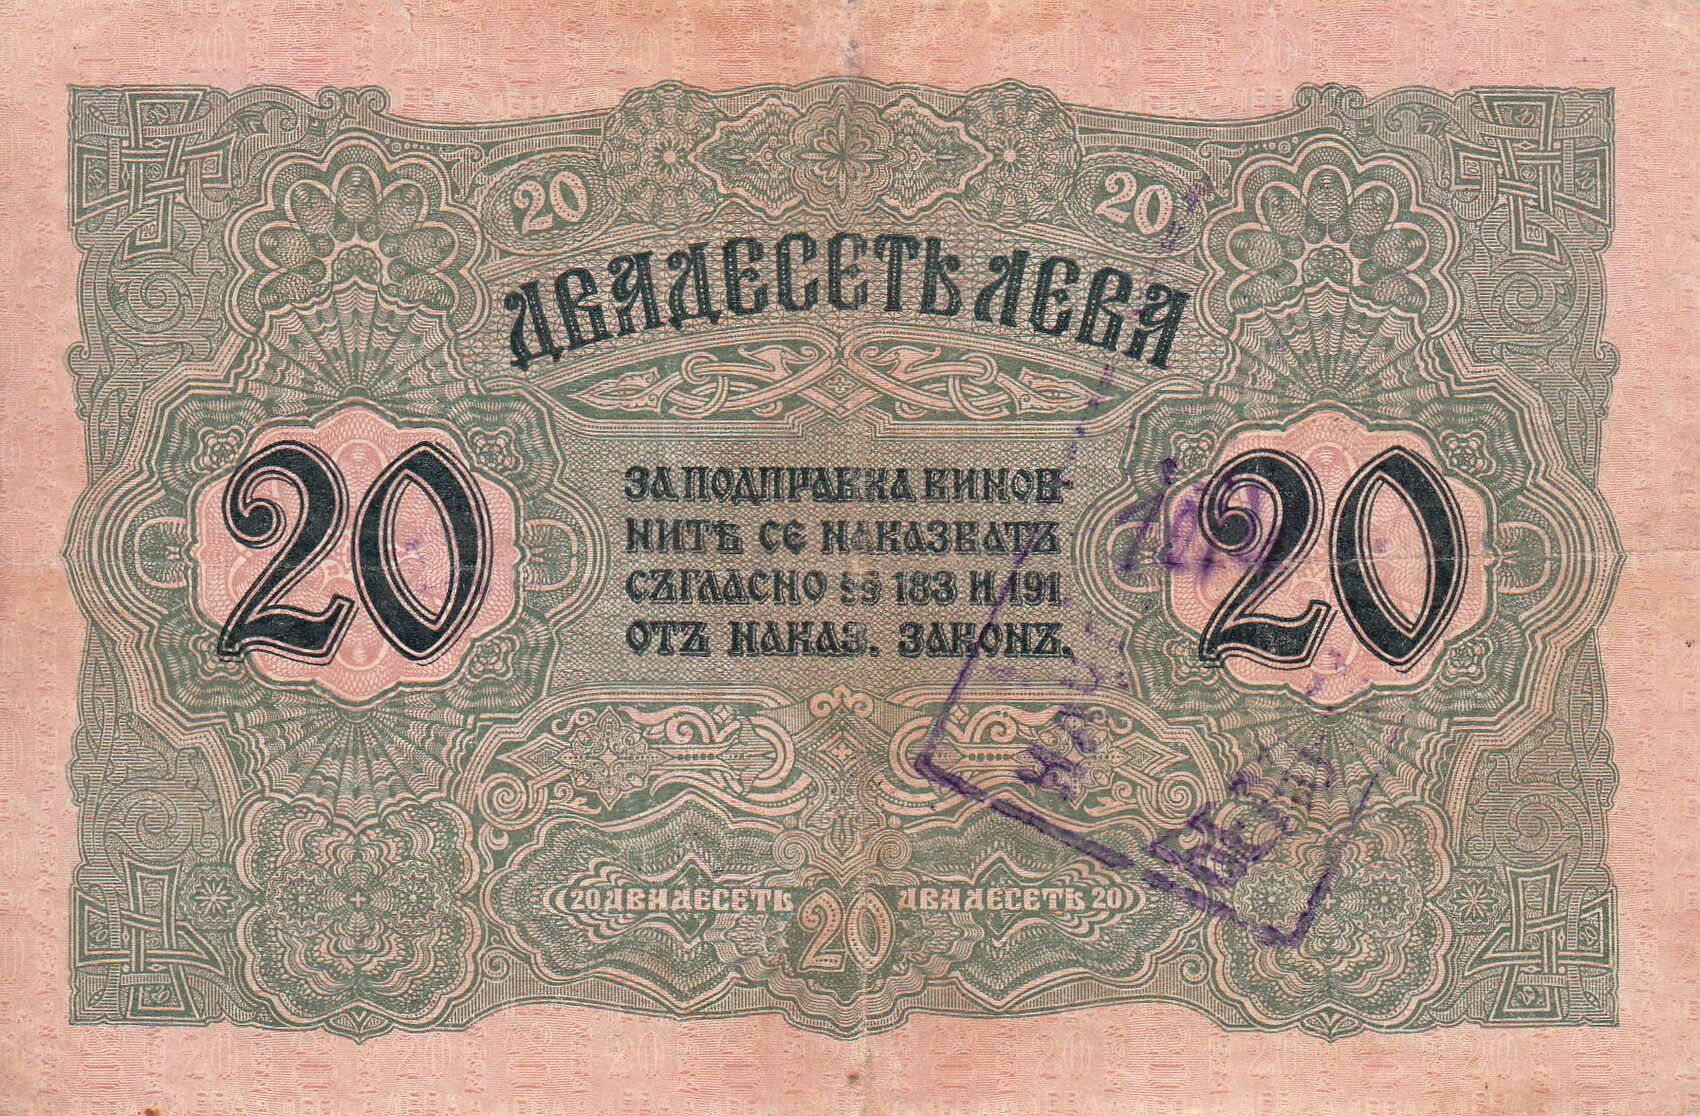 20 20
ДВАДЕСЕТЬ ЛЕВА
20 20
ЗА ПОДПРАВКА ВИНОВ-
НИТѢ СЕ НАКАЗВАТЪ
СЪГЛАСНО §§ 183 И 191
ОТЪ НАКАЗ. ЗАКОНЪ.
20 ДВАДЕСЕТЬ 20 ДВАДЕСЕТЬ 20